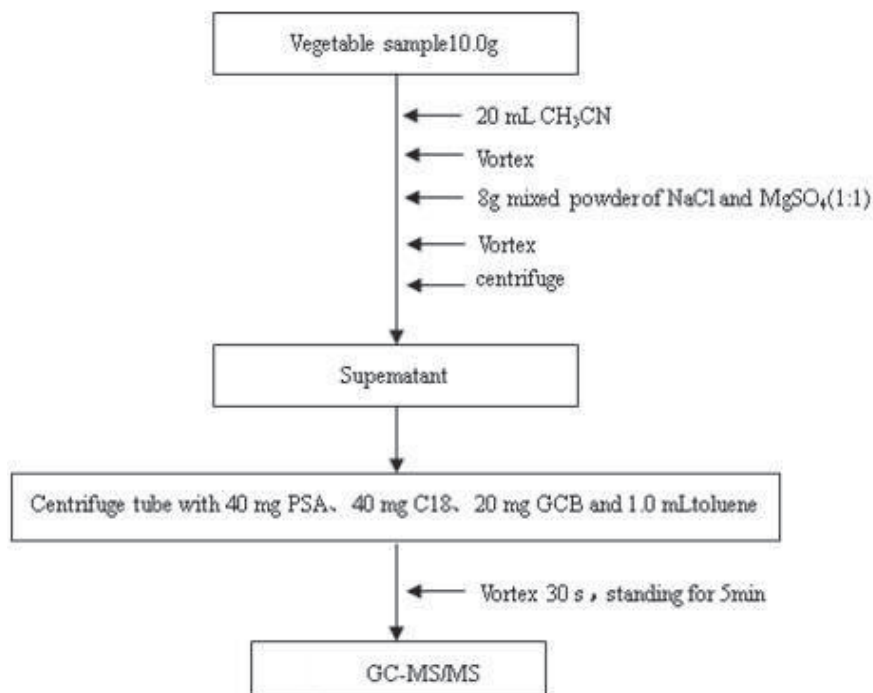 Vegetable sample10.0g
20 mL CH₃CN
Vortex
8g mixed powder of NaCl and MgSO₄(1:1)
Vortex
centrifuge
Supematant
Centrifuge tube with 40 mg PSA、40 mg C18、20 mg GCB and 1.0 mLtoluene
Vortex 30 s，standing for 5min
GC-MS/MS